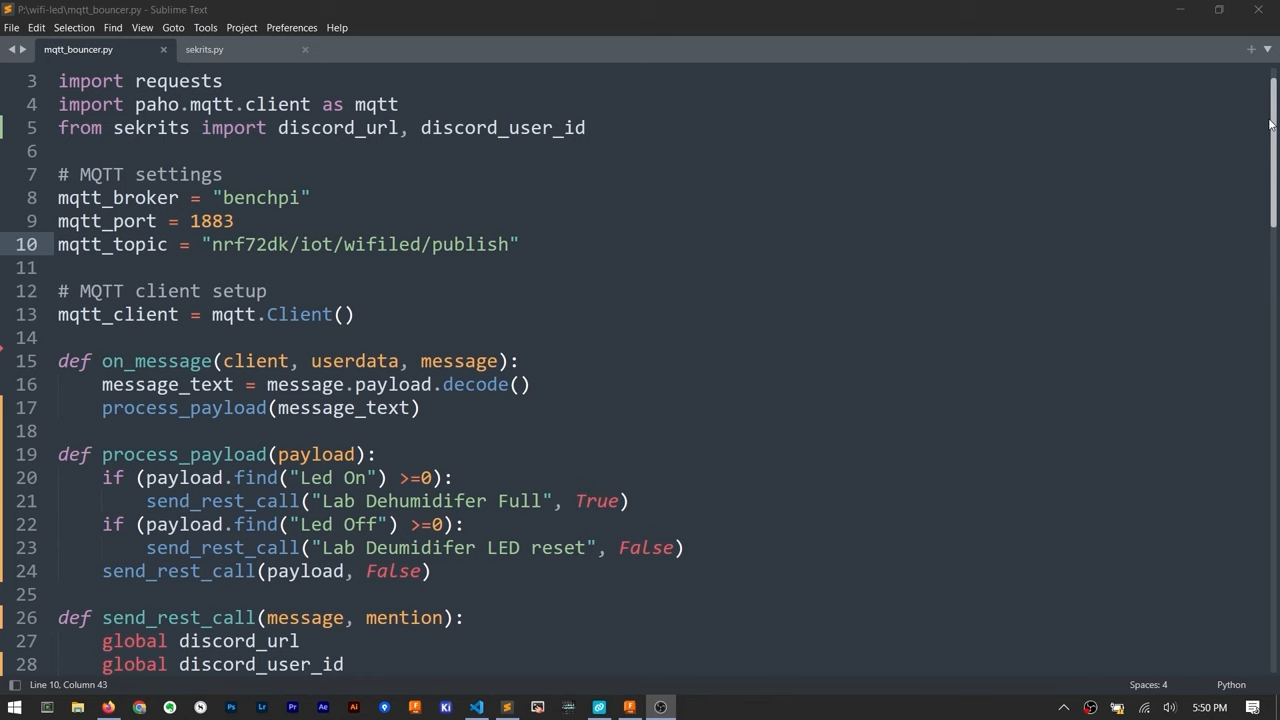 P:\wifi-led\mqtt_bouncer.py - Sublime Text
File Edit Selection Find View Goto Tools Project Preferences Help
mqtt_bouncer.py sekrits.py
3 import requests
4 import paho.mqtt.client as mqtt
5 from sekrits import discord_url, discord_user_id
6
7 # MQTT settings
8 mqtt_broker = "benchpi"
9 mqtt_port = 1883
10 mqtt_topic = "nrf72dk/iot/wifiled/publish"
11
12 # MQTT client setup
13 mqtt_client = mqtt.Client()
14
15 def on_message(client, userdata, message):
16     message_text = message.payload.decode()
17     process_payload(message_text)
18
19 def process_payload(payload):
20     if (payload.find("Led On") >=0):
21         send_rest_call("Lab Dehumidifer Full", True)
22     if (payload.find("Led Off") >=0):
23         send_rest_call("Lab Deumidifer LED reset", False)
24     send_rest_call(payload, False)
25
26 def send_rest_call(message, mention):
27     global discord_url
28     global discord_user_id
Line 10, Column 43 Spaces: 4 Python
Ps Lr Pr Ae Ai Ki 5:50 PM